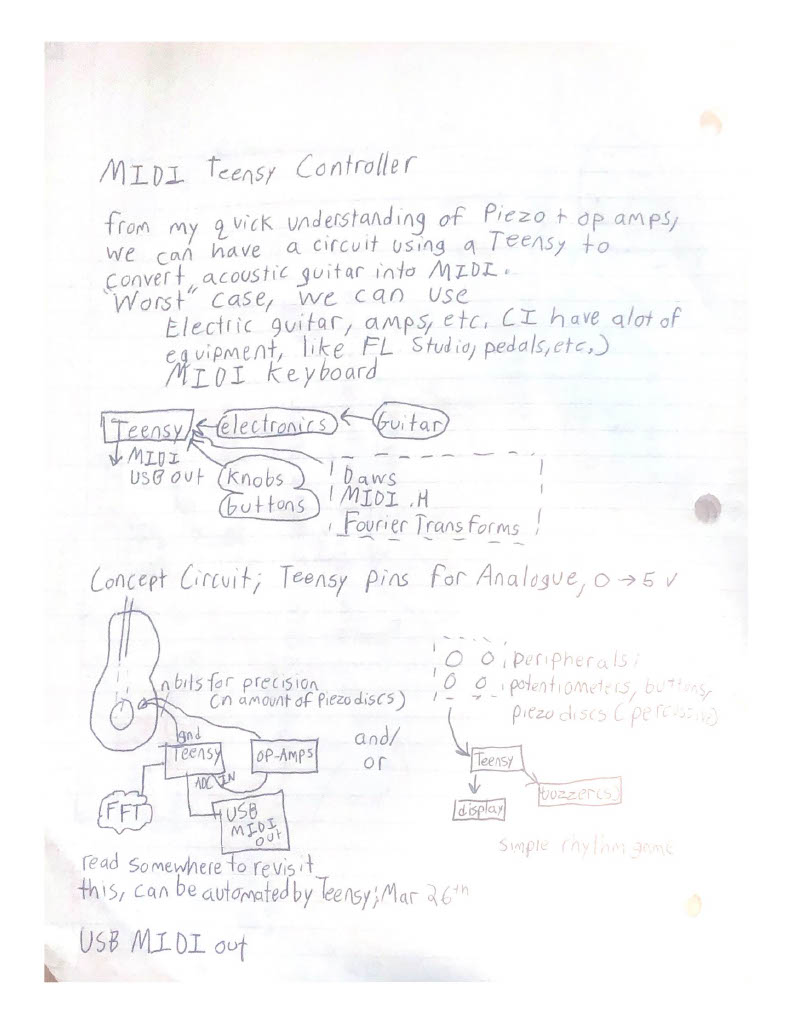 MIDI Teensy Controller
from my quick understanding of Piezo + op amps,
we can have a circuit using a Teensy to
convert acoustic guitar into MIDI.
"Worst" case, we can use
Electric guitar, amps, etc. (I have alot of
equipment, like FL Studio, pedals, etc.)
MIDI Keyboard
Teensy
electronics
Guitar
MIDI
USB out
Knobs
buttons
Daws
MIDI.H
Fourier Transforms
Concept Circuit; Teensy pins for Analogue, 0 → 5 v
n bits for precision
(n amount of Piezo discs)
gnd
Teensy
OP-AMPS
ADC IN
FFT
USB
MIDI
OUT
and/
or
peripherals:
potentiometers, buttons,
piezo discs (percussive)
Teensy
display
buzzer(s)
simple rhythm game
read somewhere to revisit
this, can be automated by Teensy; Mar 26th
USB MIDI out